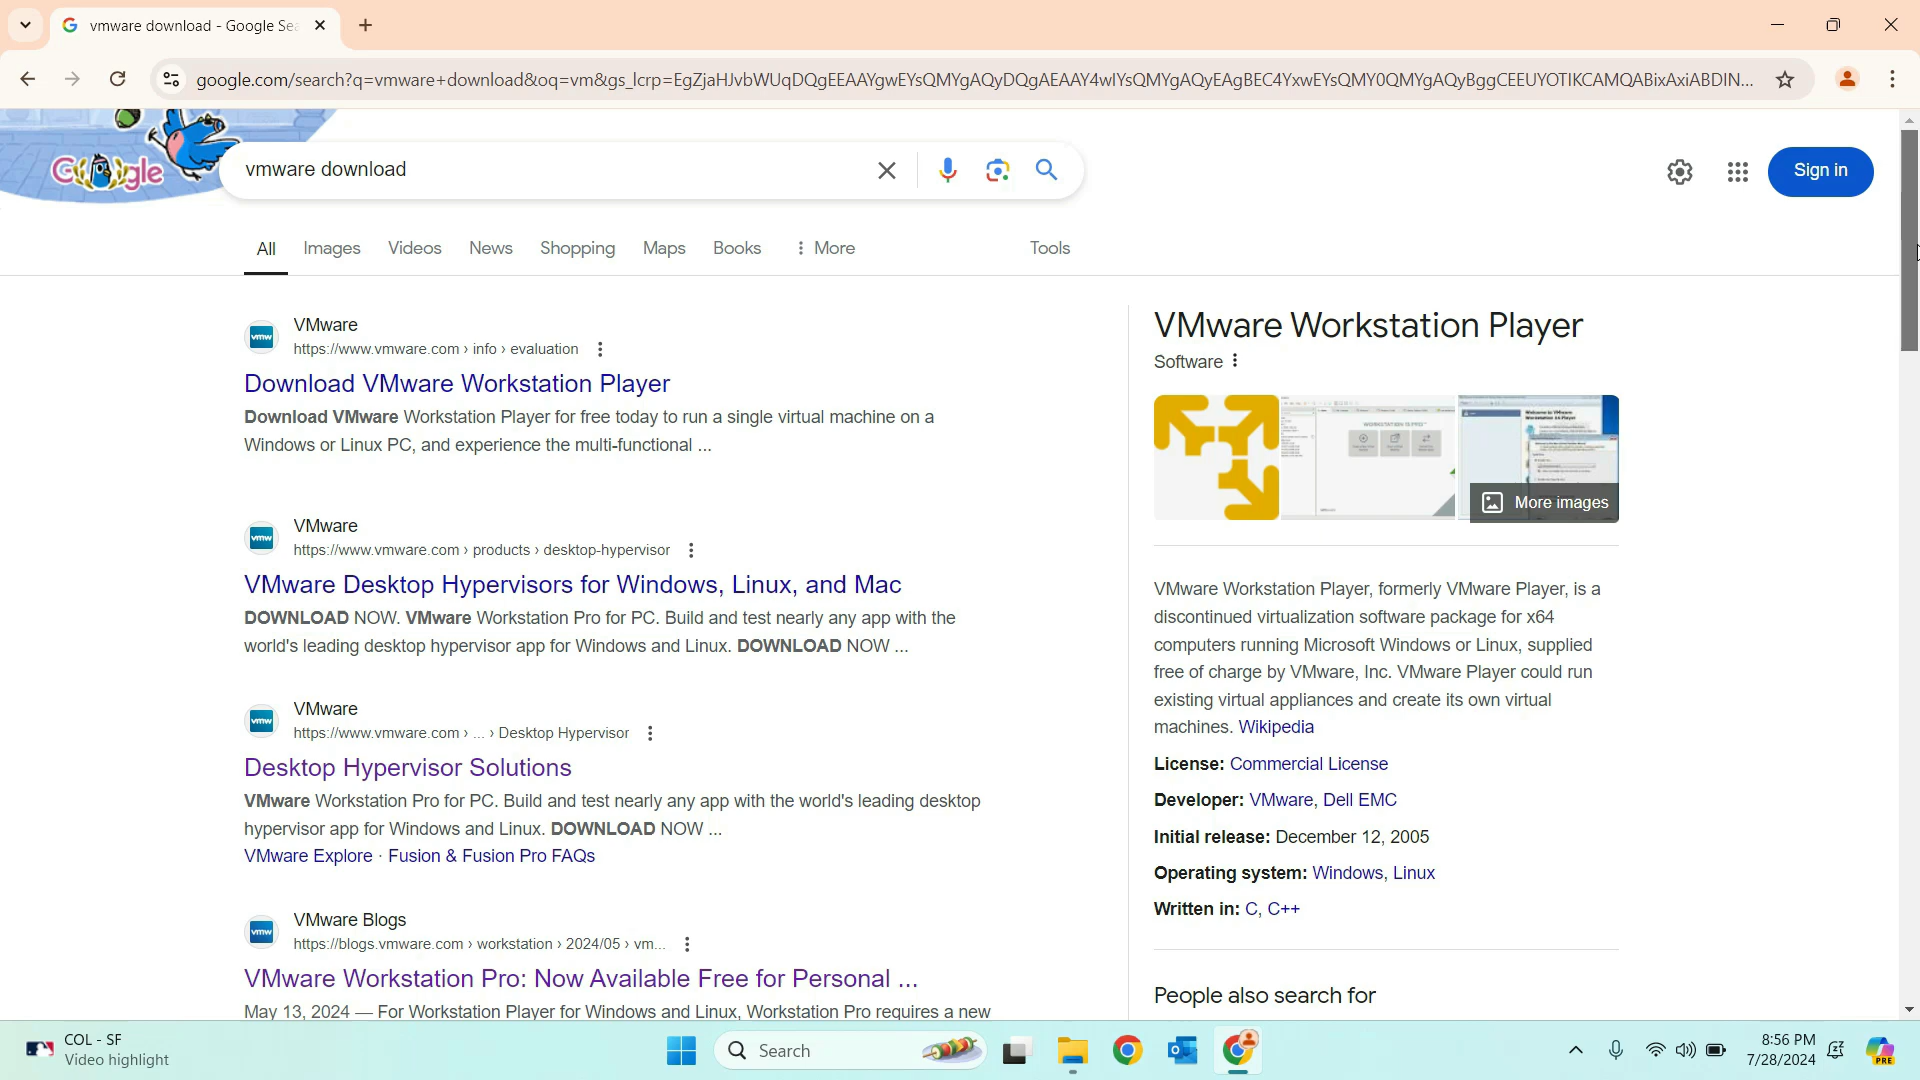 vmware download - Google Sea
google.com/search?q=vmware+download&oq=vm&gs_lcrp=EgZjaHJvbWUqDQgEEAAYgwEYsQMYgAQyDQgAEAAY4wIYsQMYgAQyEAgBEC4YxwEYsQMY0QMYgAQyBggCEEUYOTIKCAMQABixAxiABDIN...
Google
vmware download
Sign in
All
Images
Videos
News
Shopping
Maps
Books
More
Tools
VMware
https://www.vmware.com › info › evaluation
Download VMware Workstation Player
Download VMware Workstation Player for free today to run a single virtual machine on a
Windows or Linux PC, and experience the multi-functional ...
VMware
https://www.vmware.com › products › desktop-hypervisor
VMware Desktop Hypervisors for Windows, Linux, and Mac
DOWNLOAD NOW. VMware Workstation Pro for PC. Build and test nearly any app with the
world's leading desktop hypervisor app for Windows and Linux. DOWNLOAD NOW ...
VMware
https://www.vmware.com › ... › Desktop Hypervisor
Desktop Hypervisor Solutions
VMware Workstation Pro for PC. Build and test nearly any app with the world's leading desktop
hypervisor app for Windows and Linux. DOWNLOAD NOW ...
VMware Explore · Fusion & Fusion Pro FAQs
VMware Blogs
https://blogs.vmware.com › workstation › 2024/05 › vm...
VMware Workstation Pro: Now Available Free for Personal ...
May 13, 2024 — For Workstation Player for Windows and Linux, Workstation Pro requires a new
VMware Workstation Player
Software
WORKSTATION 15 PRO
More images
VMware Workstation Player, formerly VMware Player, is a
discontinued virtualization software package for x64
computers running Microsoft Windows or Linux, supplied
free of charge by VMware, Inc. VMware Player could run
existing virtual appliances and create its own virtual
machines. Wikipedia
License: Commercial License
Developer: VMware, Dell EMC
Initial release: December 12, 2005
Operating system: Windows, Linux
Written in: C, C++
People also search for
COL - SF
Video highlight
Search
8:56 PM
7/28/2024
PRE